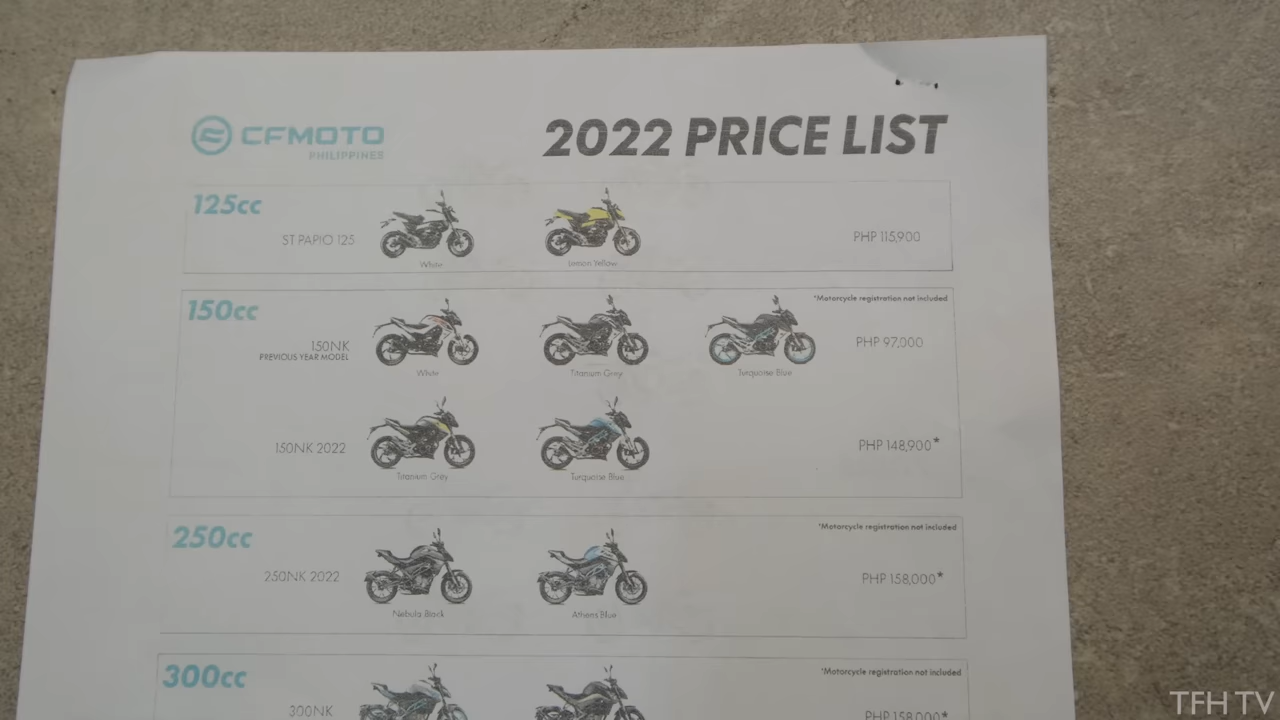 CFMOTO
PHILIPPINES
2022 PRICE LIST
125cc
ST PAPIO 125
White
Lemon Yellow
PHP 115,900
150cc
*Motorcycle registration not included
150NK
PREVIOUS YEAR MODEL
White
Titanium Grey
Turquoise Blue
PHP 97,000
150NK 2022
Titanium Grey
Turquoise Blue
PHP 148,900*
250cc
*Motorcycle registration not included
250NK 2022
Nebula Black
Athens Blue
PHP 158,000*
300cc
*Motorcycle registration not included
300NK
PHP 158,000*
TFH TV